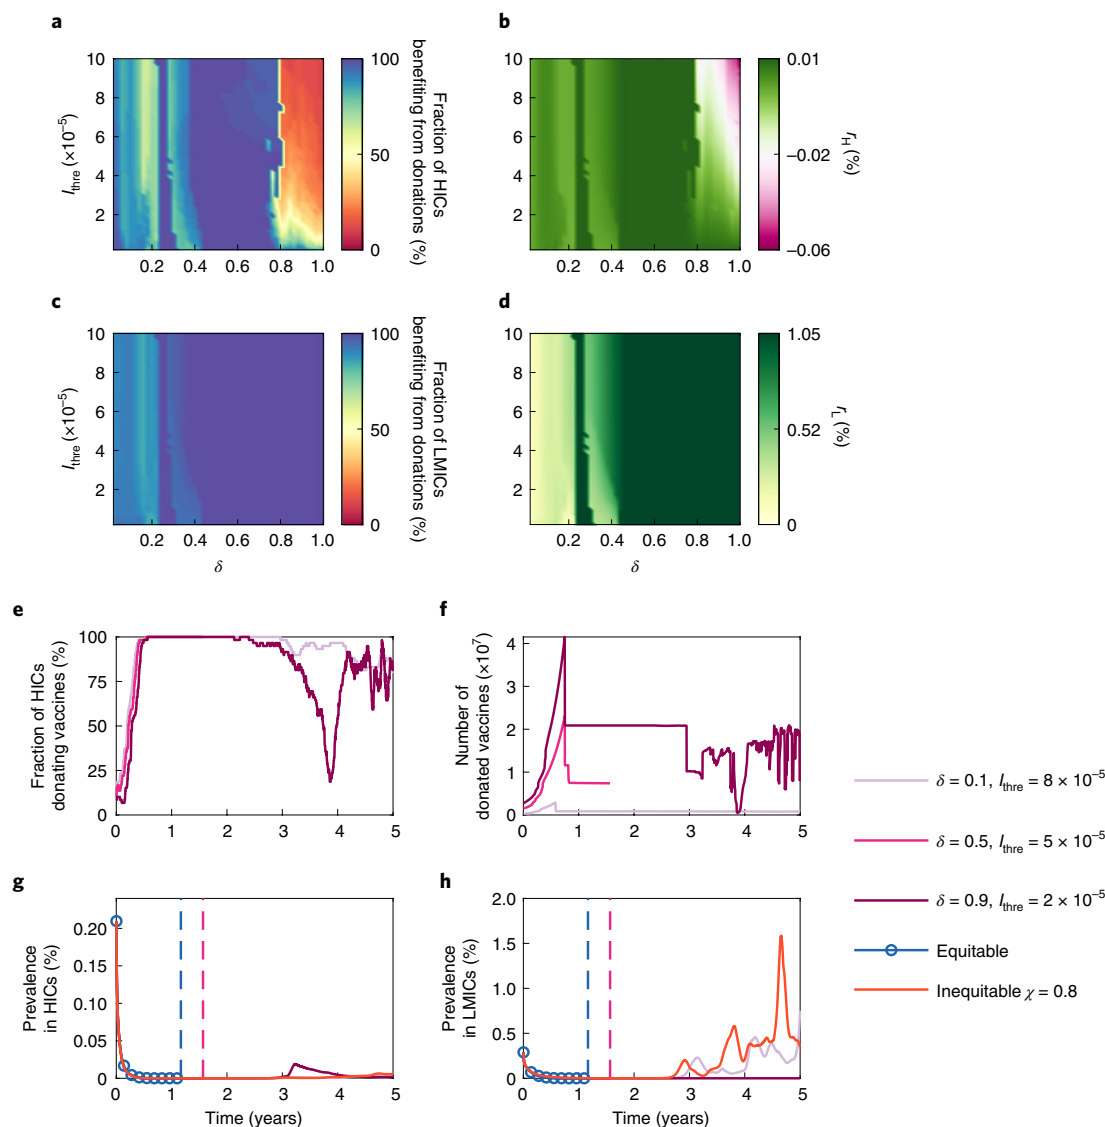 a
b
10
8
6
4
2
I_thre (×10⁻⁵)
0.2 0.4 0.6 0.8 1.0
100
50
0
Fraction of HICs
benefiting from donations (%)
10
8
6
4
2
0.2 0.4 0.6 0.8 1.0
0.01
−0.02
−0.06
r_H (%)
c
d
10
8
6
4
2
I_thre (×10⁻⁵)
0.2 0.4 0.6 0.8 1.0
δ
100
50
0
Fraction of LMICs
benefiting from donations (%)
10
8
6
4
2
0.2 0.4 0.6 0.8 1.0
δ
1.05
0.52
0
r_L (%)
e
f
100
75
50
25
0
Fraction of HICs
donating vaccines (%)
0 1 2 3 4 5
4
3
2
1
0
Number of
donated vaccines (×10⁷)
0 1 2 3 4 5
δ = 0.1, I_thre = 8 × 10⁻⁵
δ = 0.5, I_thre = 5 × 10⁻⁵
δ = 0.9, I_thre = 2 × 10⁻⁵
Equitable
Inequitable χ = 0.8
g
h
0.20
0.15
0.10
0.05
0
Prevalence
in HICs (%)
0 1 2 3 4 5
Time (years)
2.0
1.5
1.0
0.5
0
Prevalence
in LMICs (%)
0 1 2 3 4 5
Time (years)